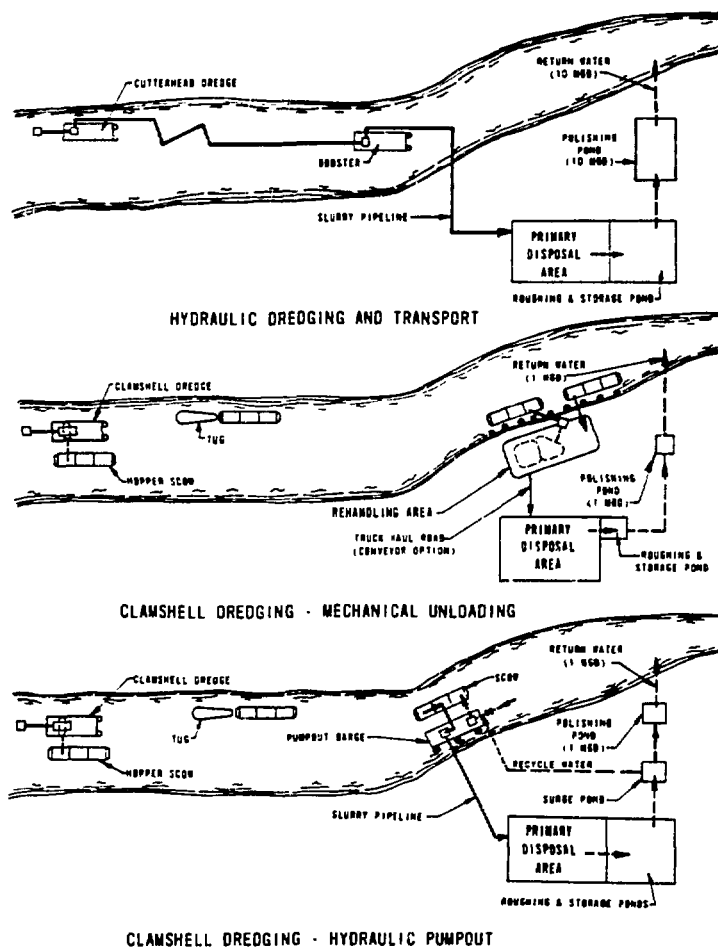 RETURN WATER
(10 MGD)
CUTTERHEAD DREDGE
POLISHING
POND
(10 MGD)
BOOSTER
SLURRY PIPELINE
PRIMARY
DISPOSAL
AREA
ROUGHING & STORAGE POND
HYDRAULIC DREDGING AND TRANSPORT
RETURN WATER
(1 MGD)
CLAMSHELL DREDGE
TUG
HOPPER SCOW
POLISHING
POND
(1 MGD)
REHANDLING AREA
TRUCK HAUL ROAD
(CONVEYOR OPTION)
PRIMARY
DISPOSAL
AREA
ROUGHING &
STORAGE POND
CLAMSHELL DREDGING - MECHANICAL UNLOADING
RETURN WATER
(1 MGD)
CLAMSHELL DREDGE
SCOW
TUG
PUMPOUT BARGE
POLISHING
POND
(1 MGD)
HOPPER SCOW
RECYCLE WATER
SURGE POND
SLURRY PIPELINE
PRIMARY
DISPOSAL
AREA
ROUGHING & STORAGE PONDS
CLAMSHELL DREDGING - HYDRAULIC PUMPOUT